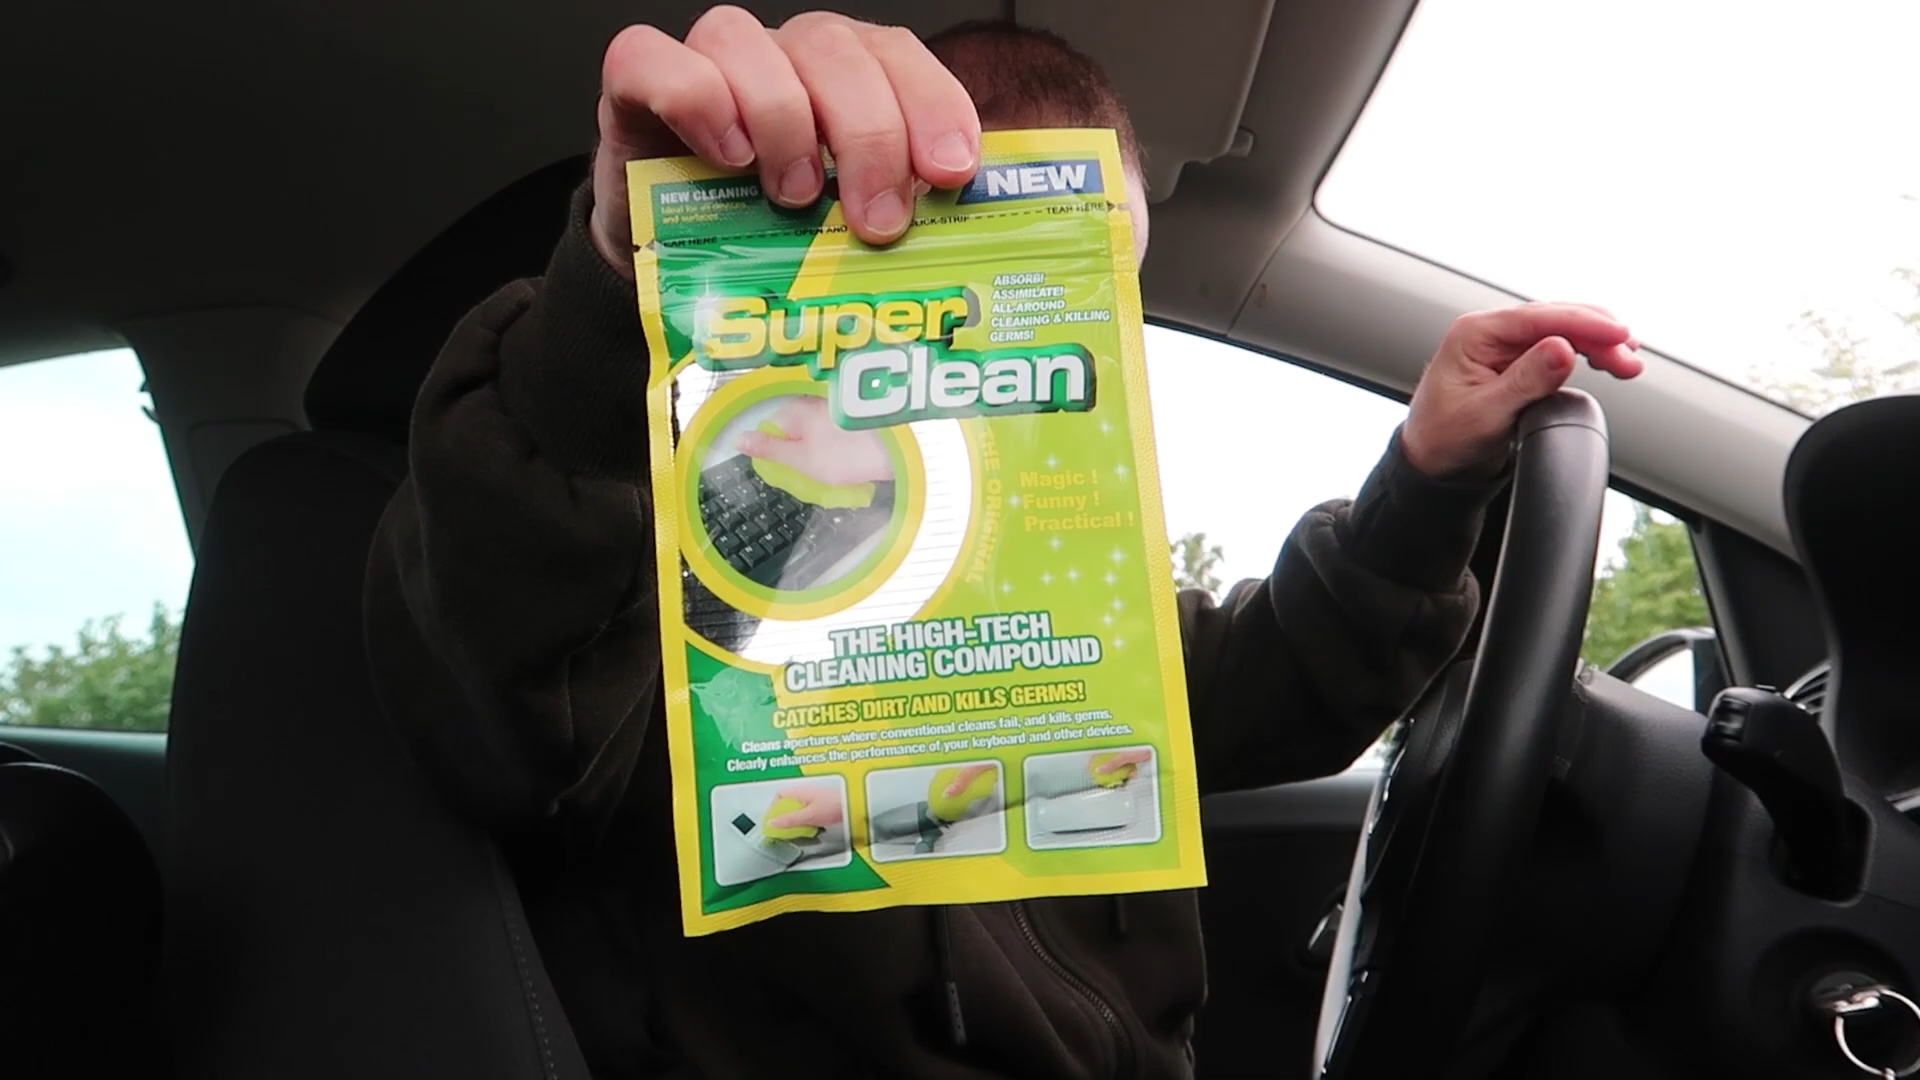 NEW CLEANING
Ideal for all devices
and surfaces
NEW
EAR HERE
OPEN AND
LICK-STRIP
TEAR HERE
Super
Clean
ABSORB!
ASSIMILATE!
ALL-AROUND
CLEANING & KILLING
GERMS!
THE ORIGINAL
Magic !
Funny !
Practical !
THE HIGH-TECH
CLEANING COMPOUND
CATCHES DIRT AND KILLS GERMS!
Cleans apertures where conventional cleans fail, and kills germs.
Clearly enhances the performance of your keyboard and other devices.